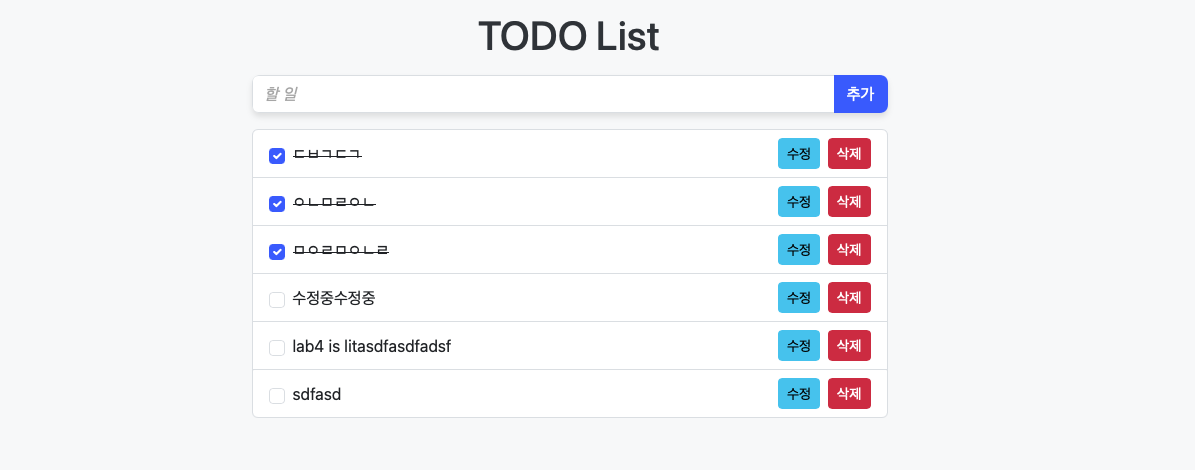 TODO List
할 일 추가
ㄷㅂㄱㄷㄱ 수정 삭제
ㅇㄴㅁㄹㅇㄴ 수정 삭제
ㅁㅇㄹㅁㅇㄴㄹ 수정 삭제
수정중수정중 수정 삭제
lab4 is litasdfasdfadsf 수정 삭제
sdfasd 수정 삭제